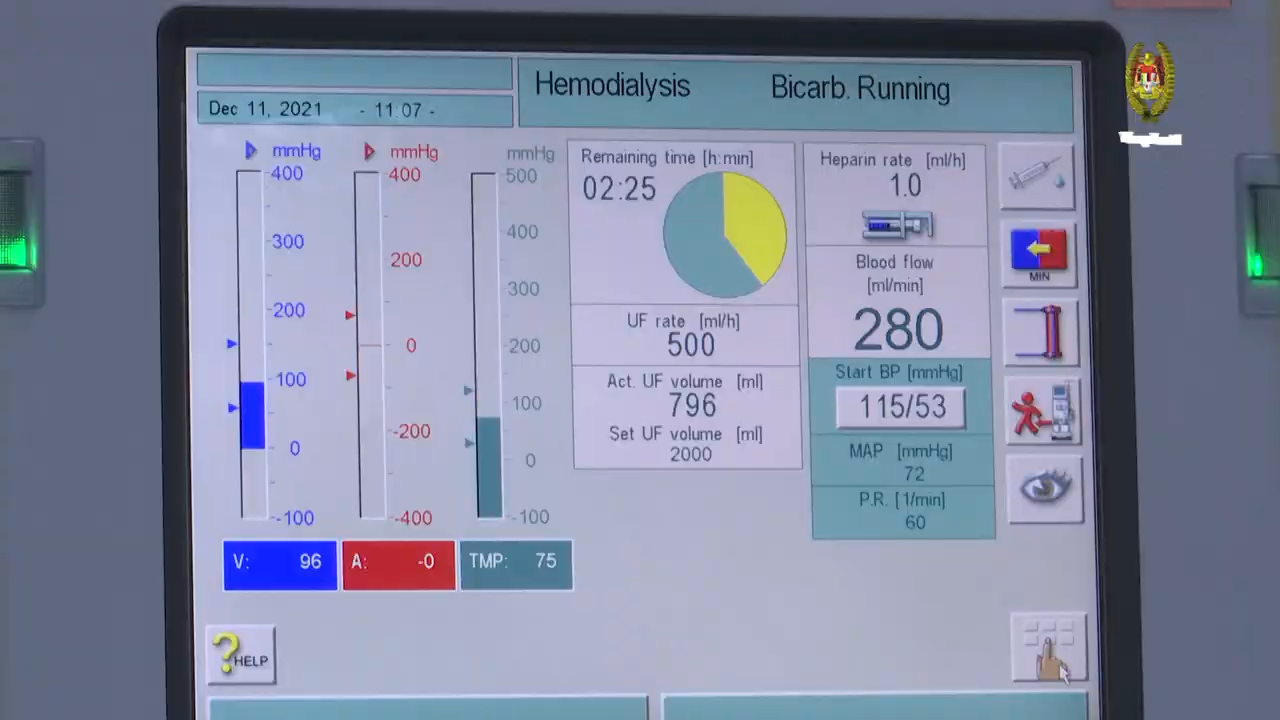 Hemodialysis Bicarb. Running
Dec 11, 2021 - 11:07 -
mmHg
400
300
200
100
0
-100
mmHg
400
200
0
-200
-400
mmHg
500
400
300
200
100
0
-100
V: 96
A: -0
TMP: 75
Remaining time [h:min]
02:25
UF rate [ml/h]
500
Act. UF volume [ml]
796
Set UF volume [ml]
2000
Heparin rate [ml/h]
1.0
Blood flow
[ml/min]
280
Start BP [mmHg]
115/53
MAP [mmHg]
72
P.R. [1/min]
60
MIN
? HELP